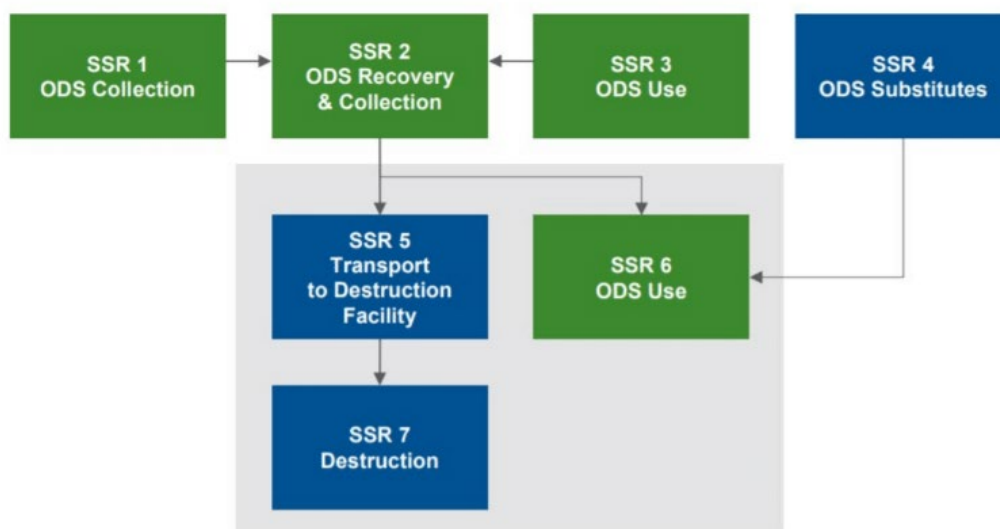 SSR 1
ODS Collection
SSR 2
ODS Recovery
& Collection
SSR 3
ODS Use
SSR 4
ODS Substitutes
SSR 5
Transport
to Destruction
Facility
SSR 6
ODS Use
SSR 7
Destruction